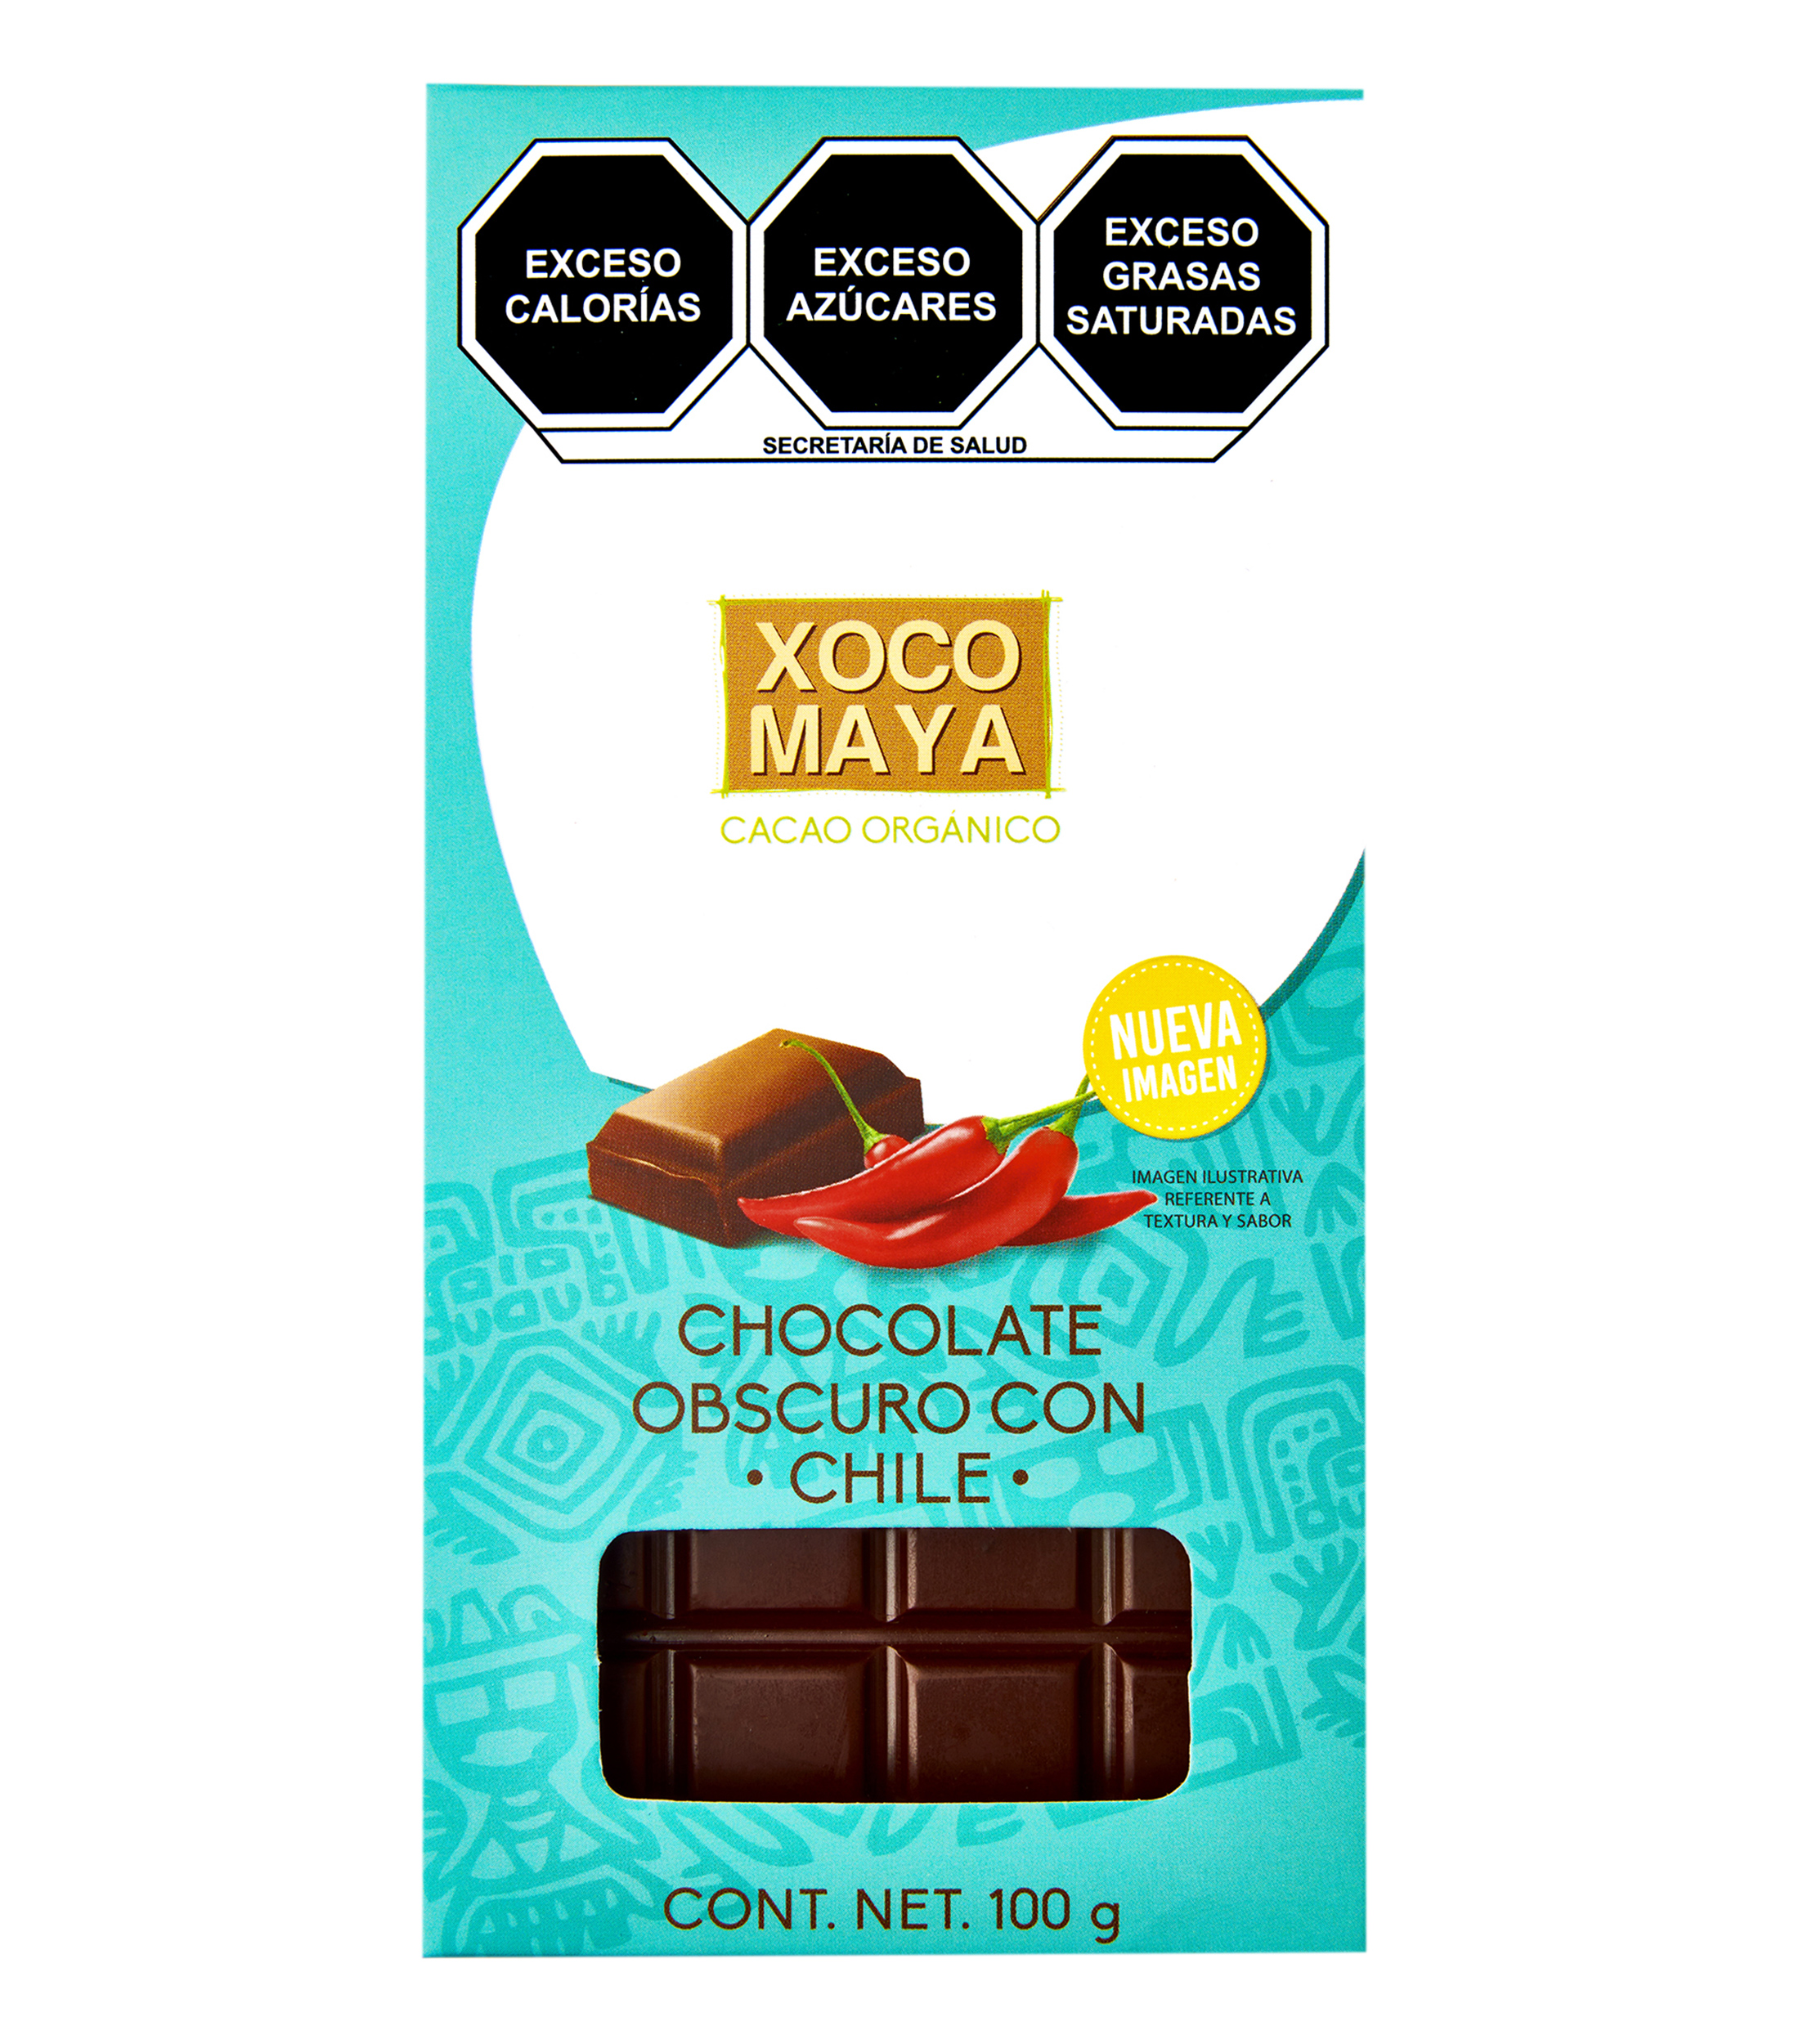 EXCESO
CALORÍAS
EXCESO
AZÚCARES
EXCESO
GRASAS
SATURADAS
SECRETARÍA DE SALUD
XOCO
MAYA
CACAO ORGÁNICO
NUEVA
IMAGEN
IMAGEN ILUSTRATIVA
REFERENTE A
TEXTURA Y SABOR
CHOCOLATE
OBSCURO CON
• CHILE •
CONT. NET. 100 g